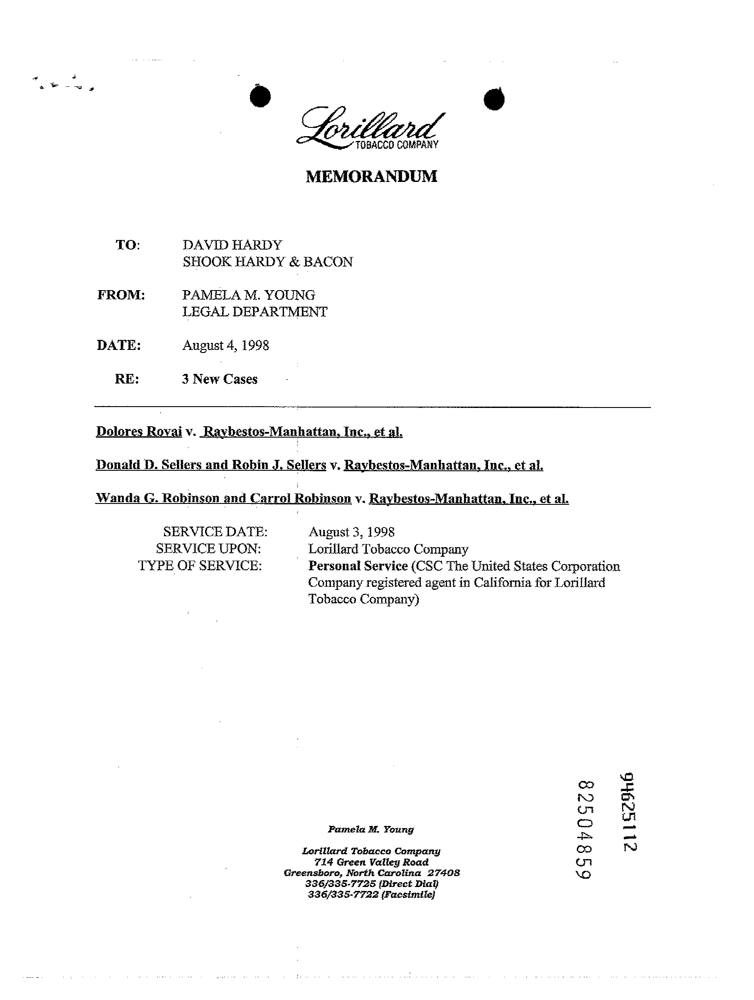 Lorillard
TOBACCO COMPANY
MEMORANDUM
TO: DAVID HARDY
SHOOK HARDY & BACON
FROM: PAMELA M. YOUNG
LEGAL DEPARTMENT
DATE: August 4, 1998
RE: 3 New Cases
Dolores Rovai v. Raybestos-Manhattan, Inc., et al.
Donald D. Sellers and Robin J. Sellers v. Raybestos-Manhattan, Inc., et al.
Wanda G. Robinson and Carrol Robinson v. Raybestos-Manhattan, Inc., et al.
SERVICE DATE: August 3, 1998
SERVICE UPON: Lorillard Tobacco Company
TYPE OF SERVICE: Personal Service (CSC The United States Corporation
Company registered agent in California for Lorillard
Tobacco Company)
Pamela M. Young
Lorillard Tobacco Company
714 Green Valley Road
Greensboro, North Carolina 27408
336/335-7725 (Direct Dial)
336/335-7722 (Facsimile)
82504859
94625112